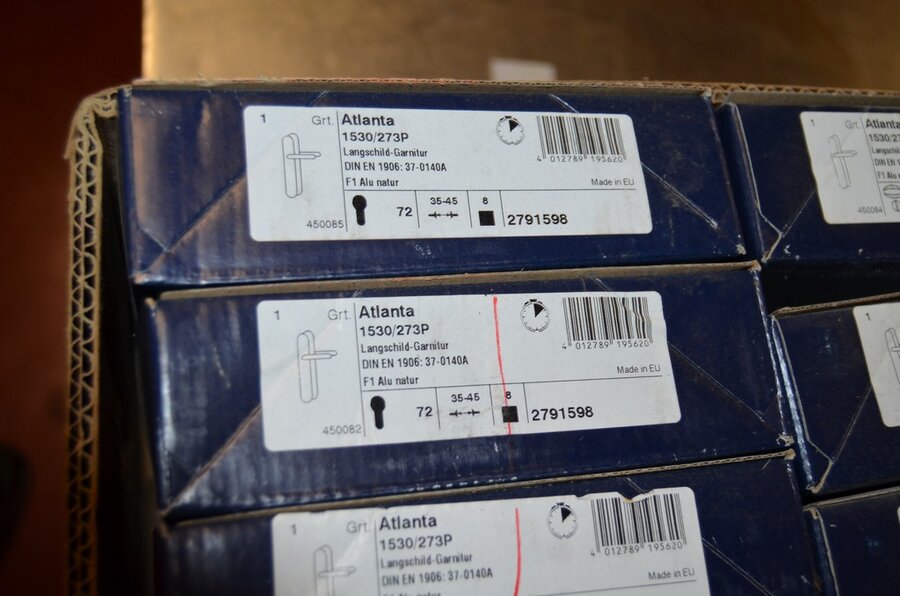 1 Grt. Atlanta
1530/273P
Langschild-Garnitur
DIN EN 1906: 37-0140A
F1 Alu natur
4 012789 195620
Made in EU
450085
72
35-45
8
2791598
1 Grt. Atlanta
1530/273P
Langschild-Garnitur
DIN EN 1906: 37-0140A
F1 Alu natur
4 012789 195620
Made in EU
450082
72
35-45
8
2791598
1 Grt. Atlanta
1530/273P
Langschild-Garnitur
DIN EN 1906: 37-0140A
4 012789 195620
Made in EU
1 Grt. Atlanta
450084
1